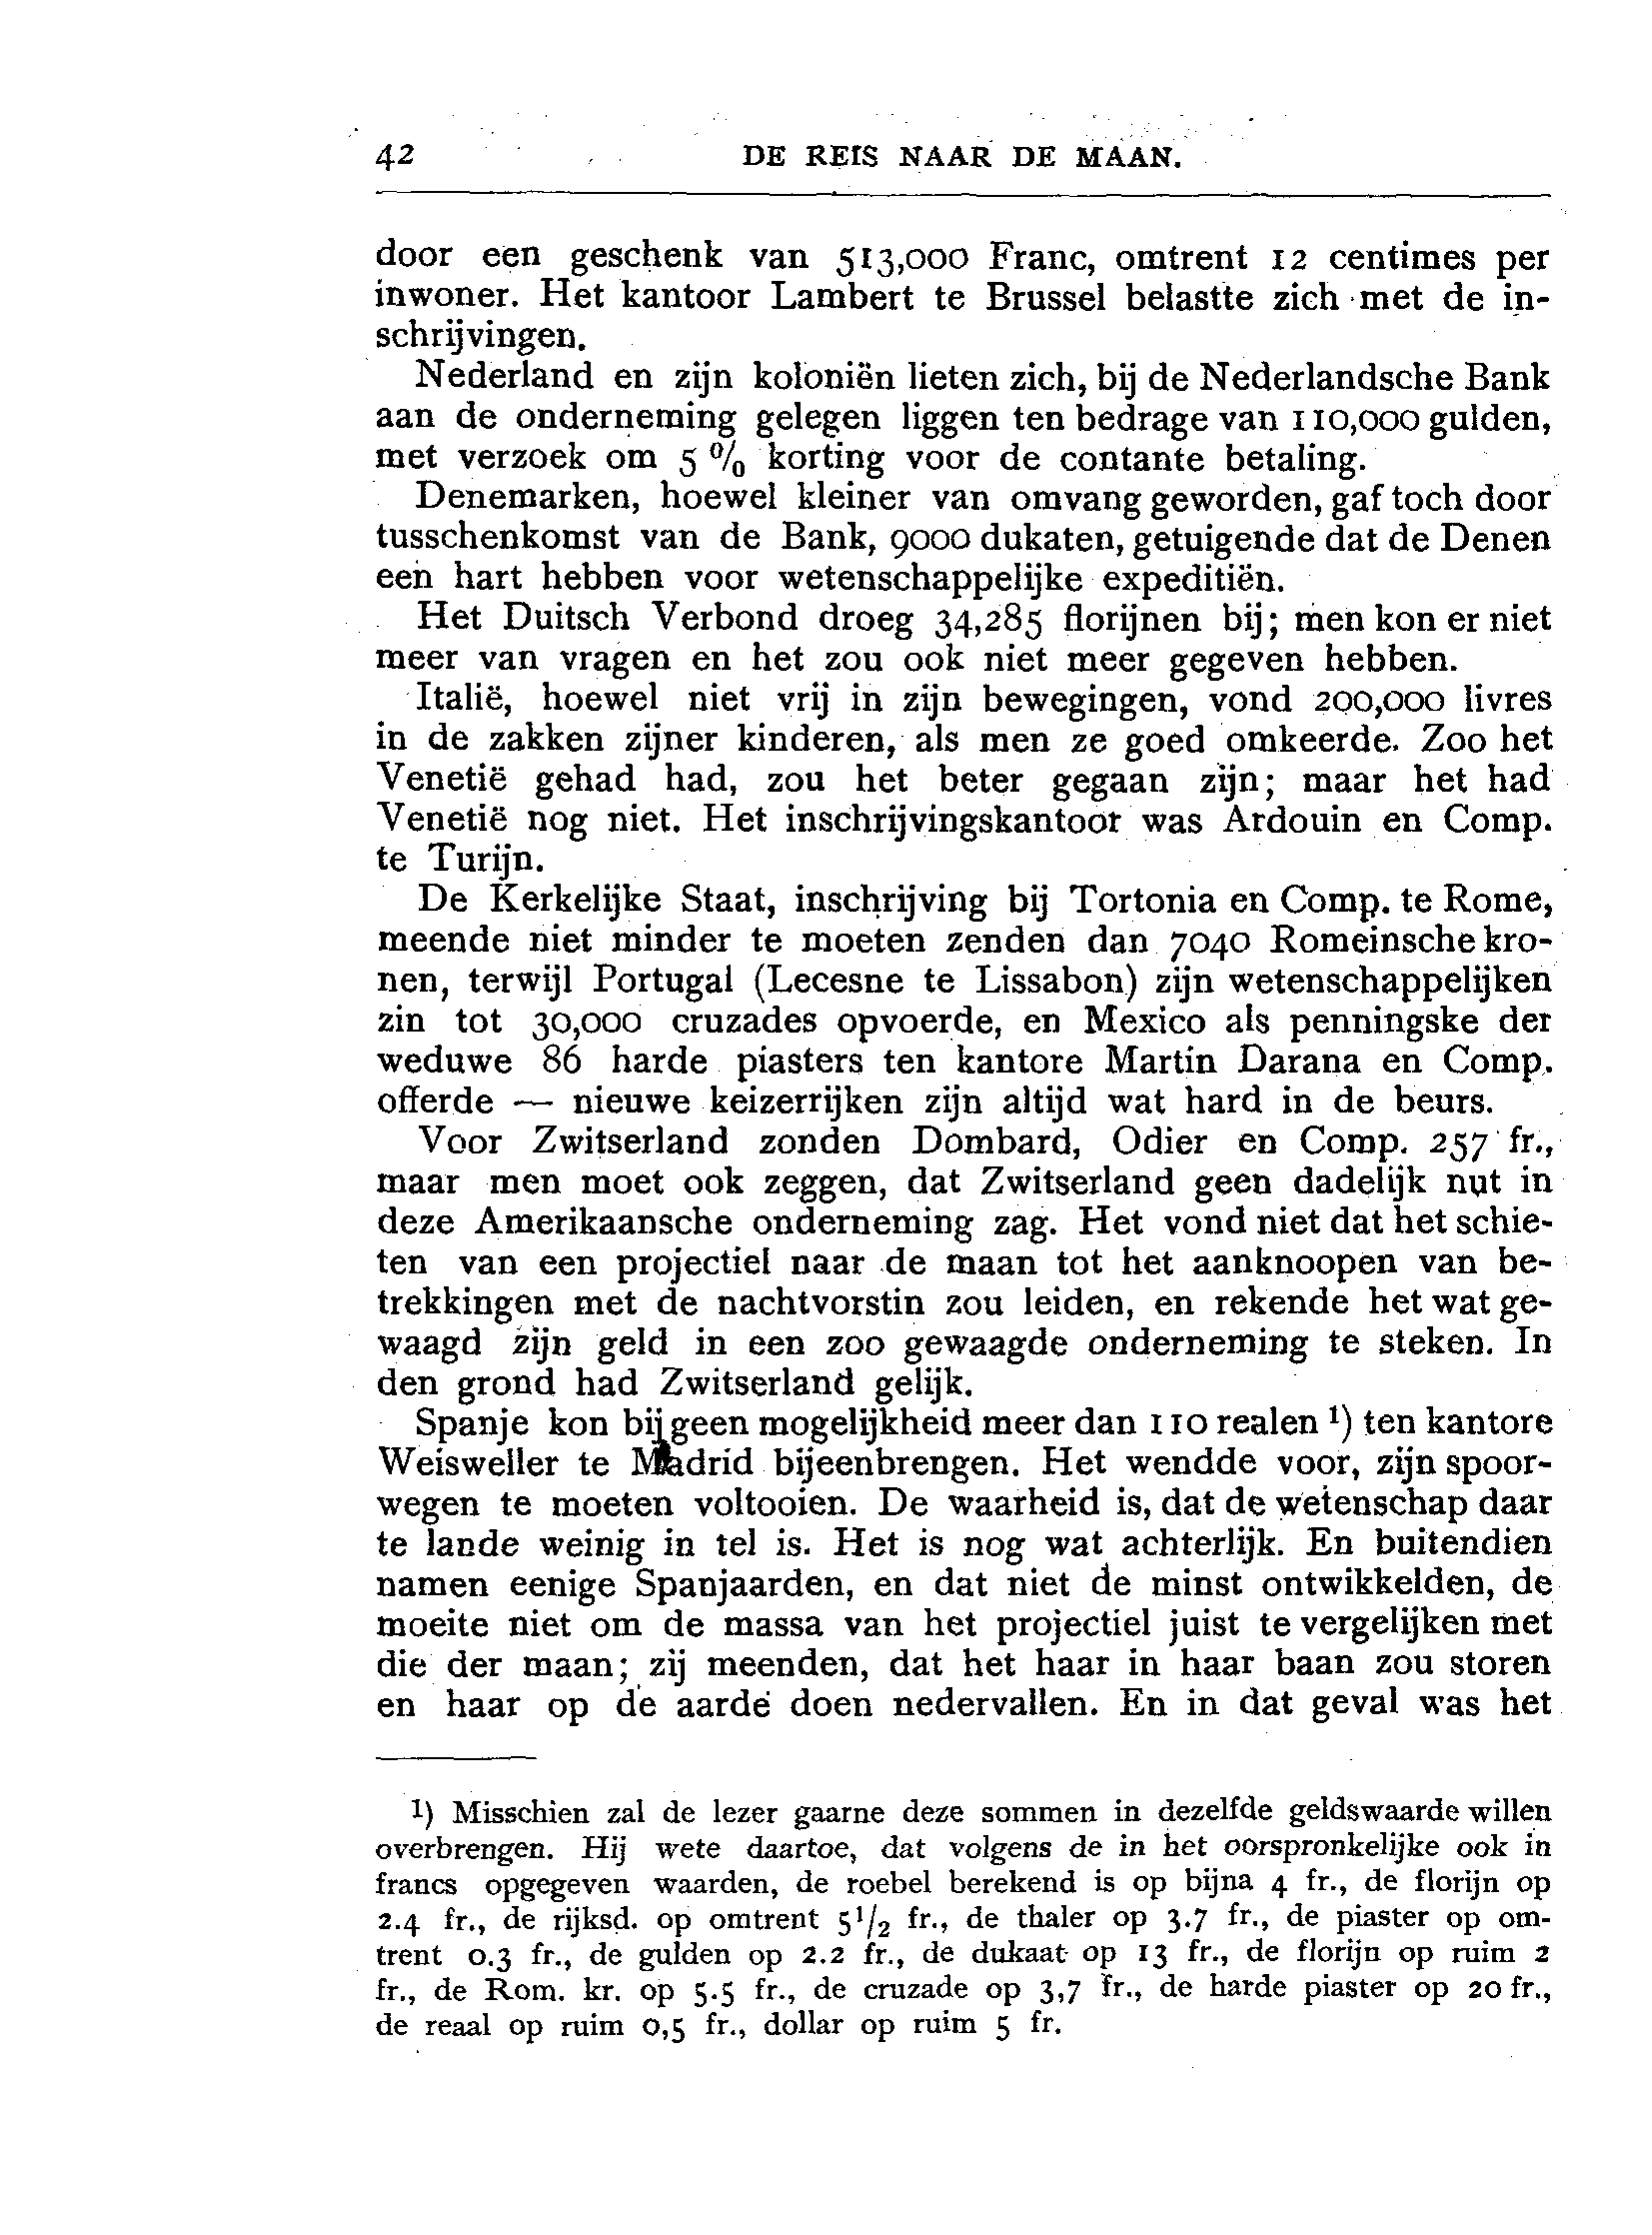 42 DE REIS NAAR DE MAAN.
door een geschenk van 513,000 Franc, omtrent 12 centimes per
inwoner. Het kantoor Lambert te Brussel belastte zich met de in-
schrijvingen.
Nederland en zijn koloniën lieten zich, bij de Nederlandsche Bank
aan de onderneming gelegen liggen ten bedrage van 110,000 gulden,
met verzoek om 5 % korting voor de contante betaling.
Denemarken, hoewel kleiner van omvang geworden, gaf toch door
tusschenkomst van de Bank, 9000 dukaten, getuigende dat de Denen
een hart hebben voor wetenschappelijke expeditiën.
Het Duitsch Verbond droeg 34,285 florijnen bij; men kon er niet
meer van vragen en het zou ook niet meer gegeven hebben.
Italië, hoewel niet vrij in zijn bewegingen, vond 200,000 livres
in de zakken zijner kinderen, als men ze goed omkeerde. Zoo het
Venetië gehad had, zou het beter gegaan zijn; maar het had
Venetië nog niet. Het inschrijvingskantoor was Ardouin en Comp.
te Turijn.
De Kerkelijke Staat, inschrijving bij Tortonia en Comp. te Rome,
meende niet minder te moeten zenden dan 7040 Romeinsche kro-
nen, terwijl Portugal (Lecesne te Lissabon) zijn wetenschappelijken
zin tot 30,000 cruzades opvoerde, en Mexico als penningske der
weduwe 86 harde piasters ten kantore Martin Darana en Comp.
offerde — nieuwe keizerrijken zijn altijd wat hard in de beurs.
Voor Zwitserland zonden Dombard, Odier en Comp. 257 fr.,
maar men moet ook zeggen, dat Zwitserland geen dadelijk nut in
deze Amerikaansche onderneming zag. Het vond niet dat het schie-
ten van een projectiel naar de maan tot het aanknoopen van be-
trekkingen met de nachtvorstin zou leiden, en rekende het wat ge-
waagd zijn geld in een zoo gewaagde onderneming te steken. In
den grond had Zwitserland gelijk.
Spanje kon bij geen mogelijkheid meer dan 110 realen ¹) ten kantore
Weisweller te Madrid bijeenbrengen. Het wendde voor, zijn spoor-
wegen te moeten voltooien. De waarheid is, dat de wetenschap daar
te lande weinig in tel is. Het is nog wat achterlijk. En buitendien
namen eenige Spanjaarden, en dat niet de minst ontwikkelden, de
moeite niet om de massa van het projectiel juist te vergelijken met
die der maan; zij meenden, dat het haar in haar baan zou storen
en haar op de aarde doen nedervallen. En in dat geval was het
¹) Misschien zal de lezer gaarne deze sommen in dezelfde geldswaarde willen
overbrengen. Hij wete daartoe, dat volgens de in het oorspronkelijke ook in
francs opgegeven waarden, de roebel berekend is op bijna 4 fr., de florijn op
2.4 fr., de rijksd. op omtrent 5¹/₂ fr., de thaler op 3.7 fr., de piaster op om-
trent 0.3 fr., de gulden op 2.2 fr., de dukaat op 13 fr., de florijn op ruim 2
fr., de Rom. kr. op 5.5 fr., de cruzade op 3,7 fr., de harde piaster op 20 fr.,
de reaal op ruim 0,5 fr., dollar op ruim 5 fr.